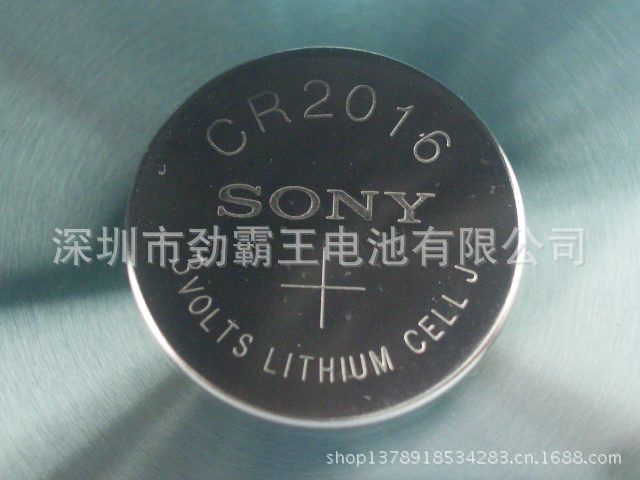 CR2016
SONY
深圳市劲霸王电池有限公司
+
3 VOLTS LITHIUM CELL J
shop1378918534283.cn.1688.com